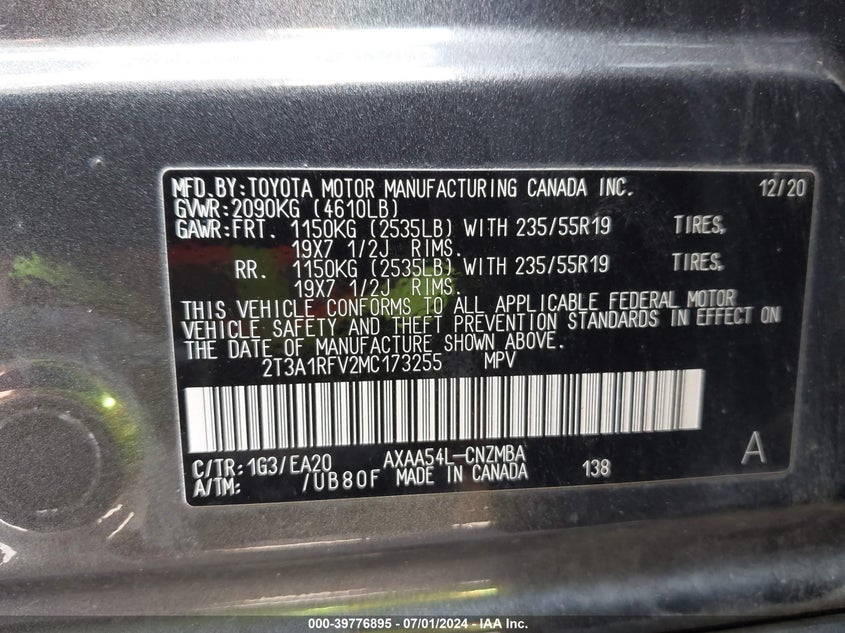 MFD.BY:TOYOTA MOTOR MANUFACTURING CANADA INC. 12/20
GVWR:2090KG (4610LB)
GAWR:FRT. 1150KG (2535LB) WITH 235/55R19 TIRES,
19X7 1/2J RIMS.
RR. 1150KG (2535LB) WITH 235/55R19 TIRES,
19X7 1/2J RIMS.
THIS VEHICLE CONFORMS TO ALL APPLICABLE FEDERAL MOTOR
VEHICLE SAFETY AND THEFT PREVENTION STANDARDS IN EFFECT ON
THE DATE OF MANUFACTURE SHOWN ABOVE.
2T3A1RFV2MC173255 MPV
C/TR:1G3/EA20 AXAA54L-CNZMBA A
A/TM: /UB80F MADE IN CANADA 138
000-39776895 - 07/01/2024 - IAA Inc.